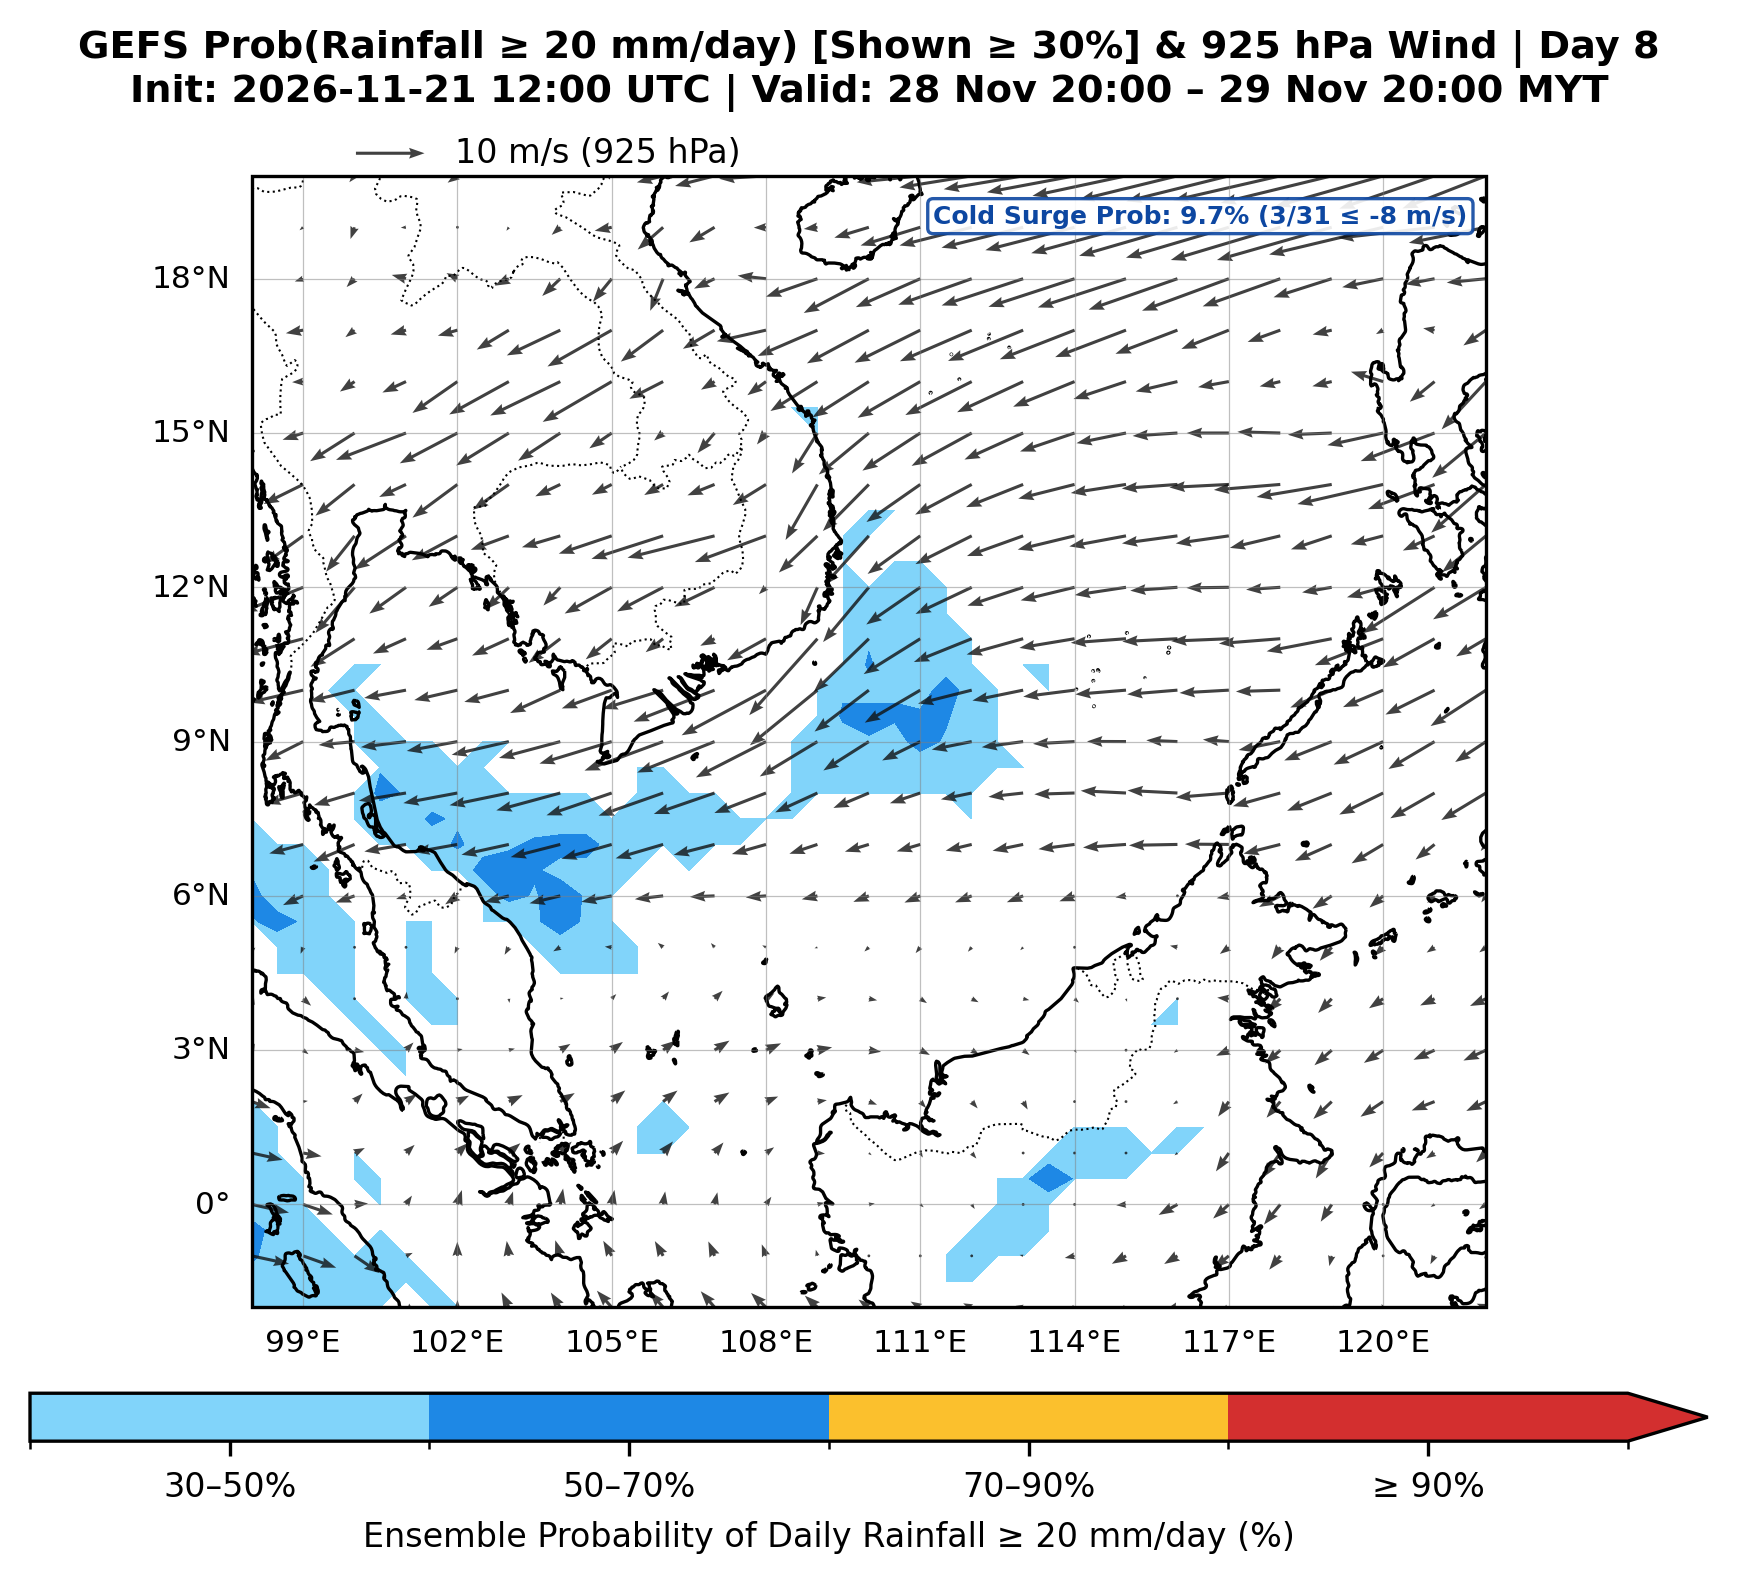 GEFS Prob(Rainfall ≥ 20 mm/day) [Shown ≥ 30%] & 925 hPa Wind | Day 8
Init: 2026-11-21 12:00 UTC | Valid: 28 Nov 20:00 – 29 Nov 20:00 MYT
10 m/s (925 hPa)
Cold Surge Prob: 9.7% (3/31 ≤ -8 m/s)
18°N
15°N
12°N
9°N
6°N
3°N
0°
99°E 102°E 105°E 108°E 111°E 114°E 117°E 120°E
30–50% 50–70% 70–90% ≥ 90%
Ensemble Probability of Daily Rainfall ≥ 20 mm/day (%)